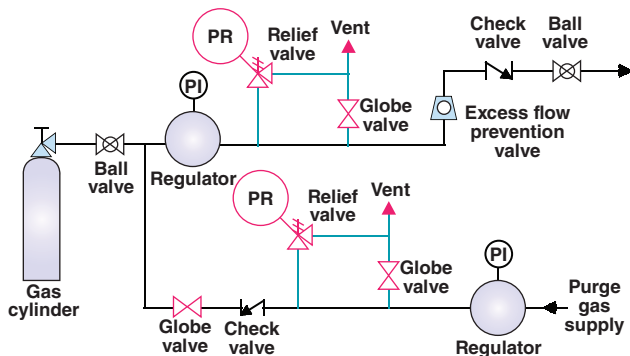 PR
Relief
valve
Vent
Check
valve
Ball
valve
PI
Globe
valve
Excess flow
prevention
valve
Ball
valve
Regulator
PR
Relief
valve
Vent
Gas
cylinder
Globe
valve
Check
valve
Globe
valve
PI
Regulator
Purge
gas
supply